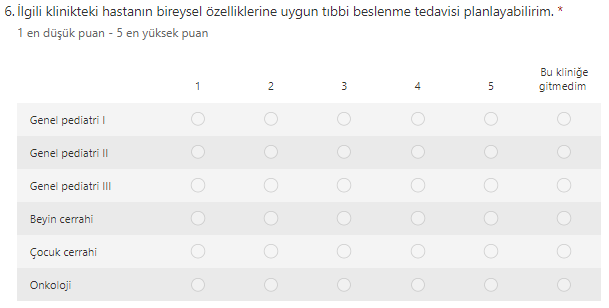 6. İlgili klinikteki hastanın bireysel özelliklerine uygun tıbbi beslenme tedavisi planlayabilirim. *
1 en düşük puan - 5 en yüksek puan
1 2 3 4 5 Bu kliniğe gitmedim
Genel pediatri I
Genel pediatri II
Genel pediatri III
Beyin cerrahi
Çocuk cerrahi
Onkoloji